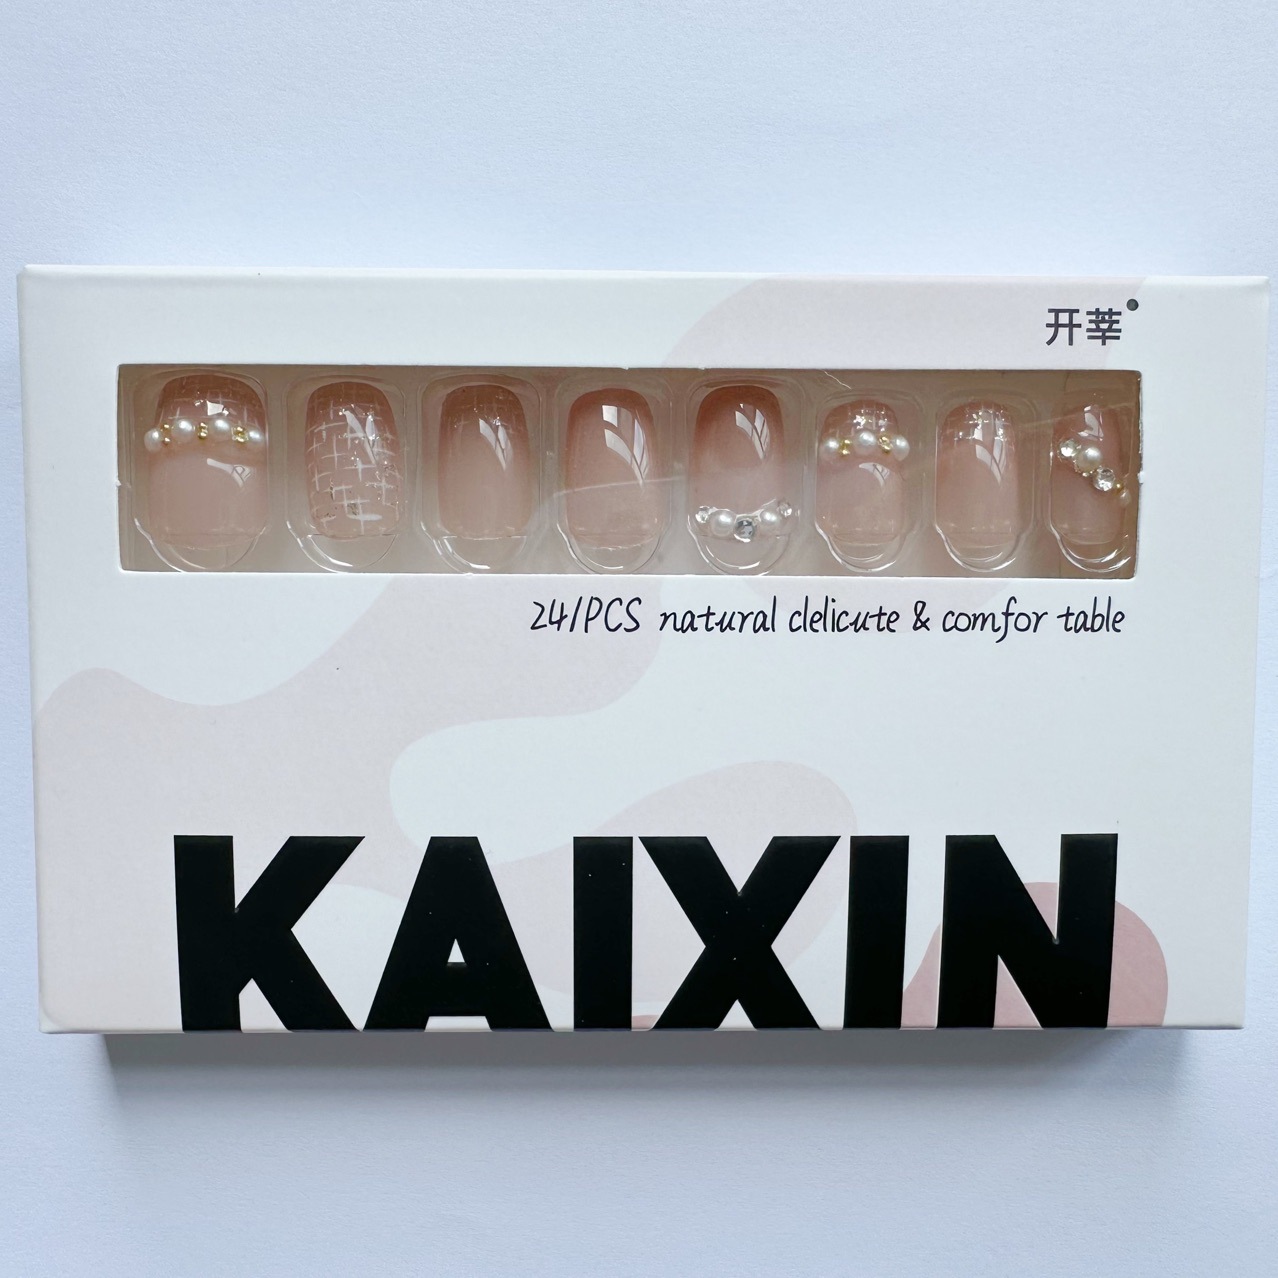 开莘
24/PCS natural clelicute & comfor table
KAIXIN